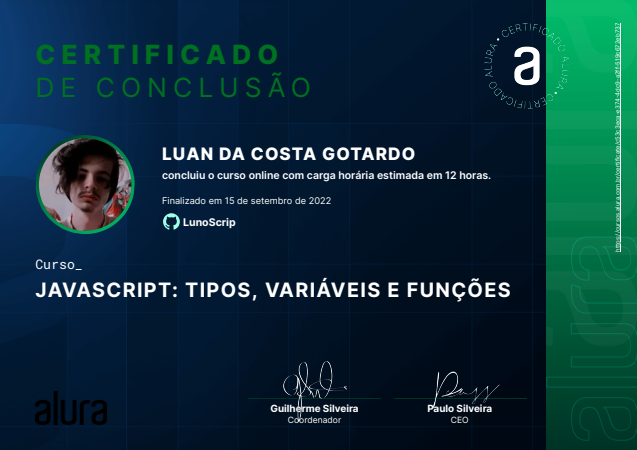 CERTIFICADO
DE CONCLUSÃO
ALURA • CERTIFICADO • ALURA • CERTIFICADO
a
LUAN DA COSTA GOTARDO
concluiu o curso online com carga horária estimada em 12 horas.
Finalizado em 15 de setembro de 2022
LunoScrip
Curso_
JAVASCRIPT: TIPOS, VARIÁVEIS E FUNÇÕES
alura
Guilherme Silveira
Coordenador
Paulo Silveira
CEO
alura